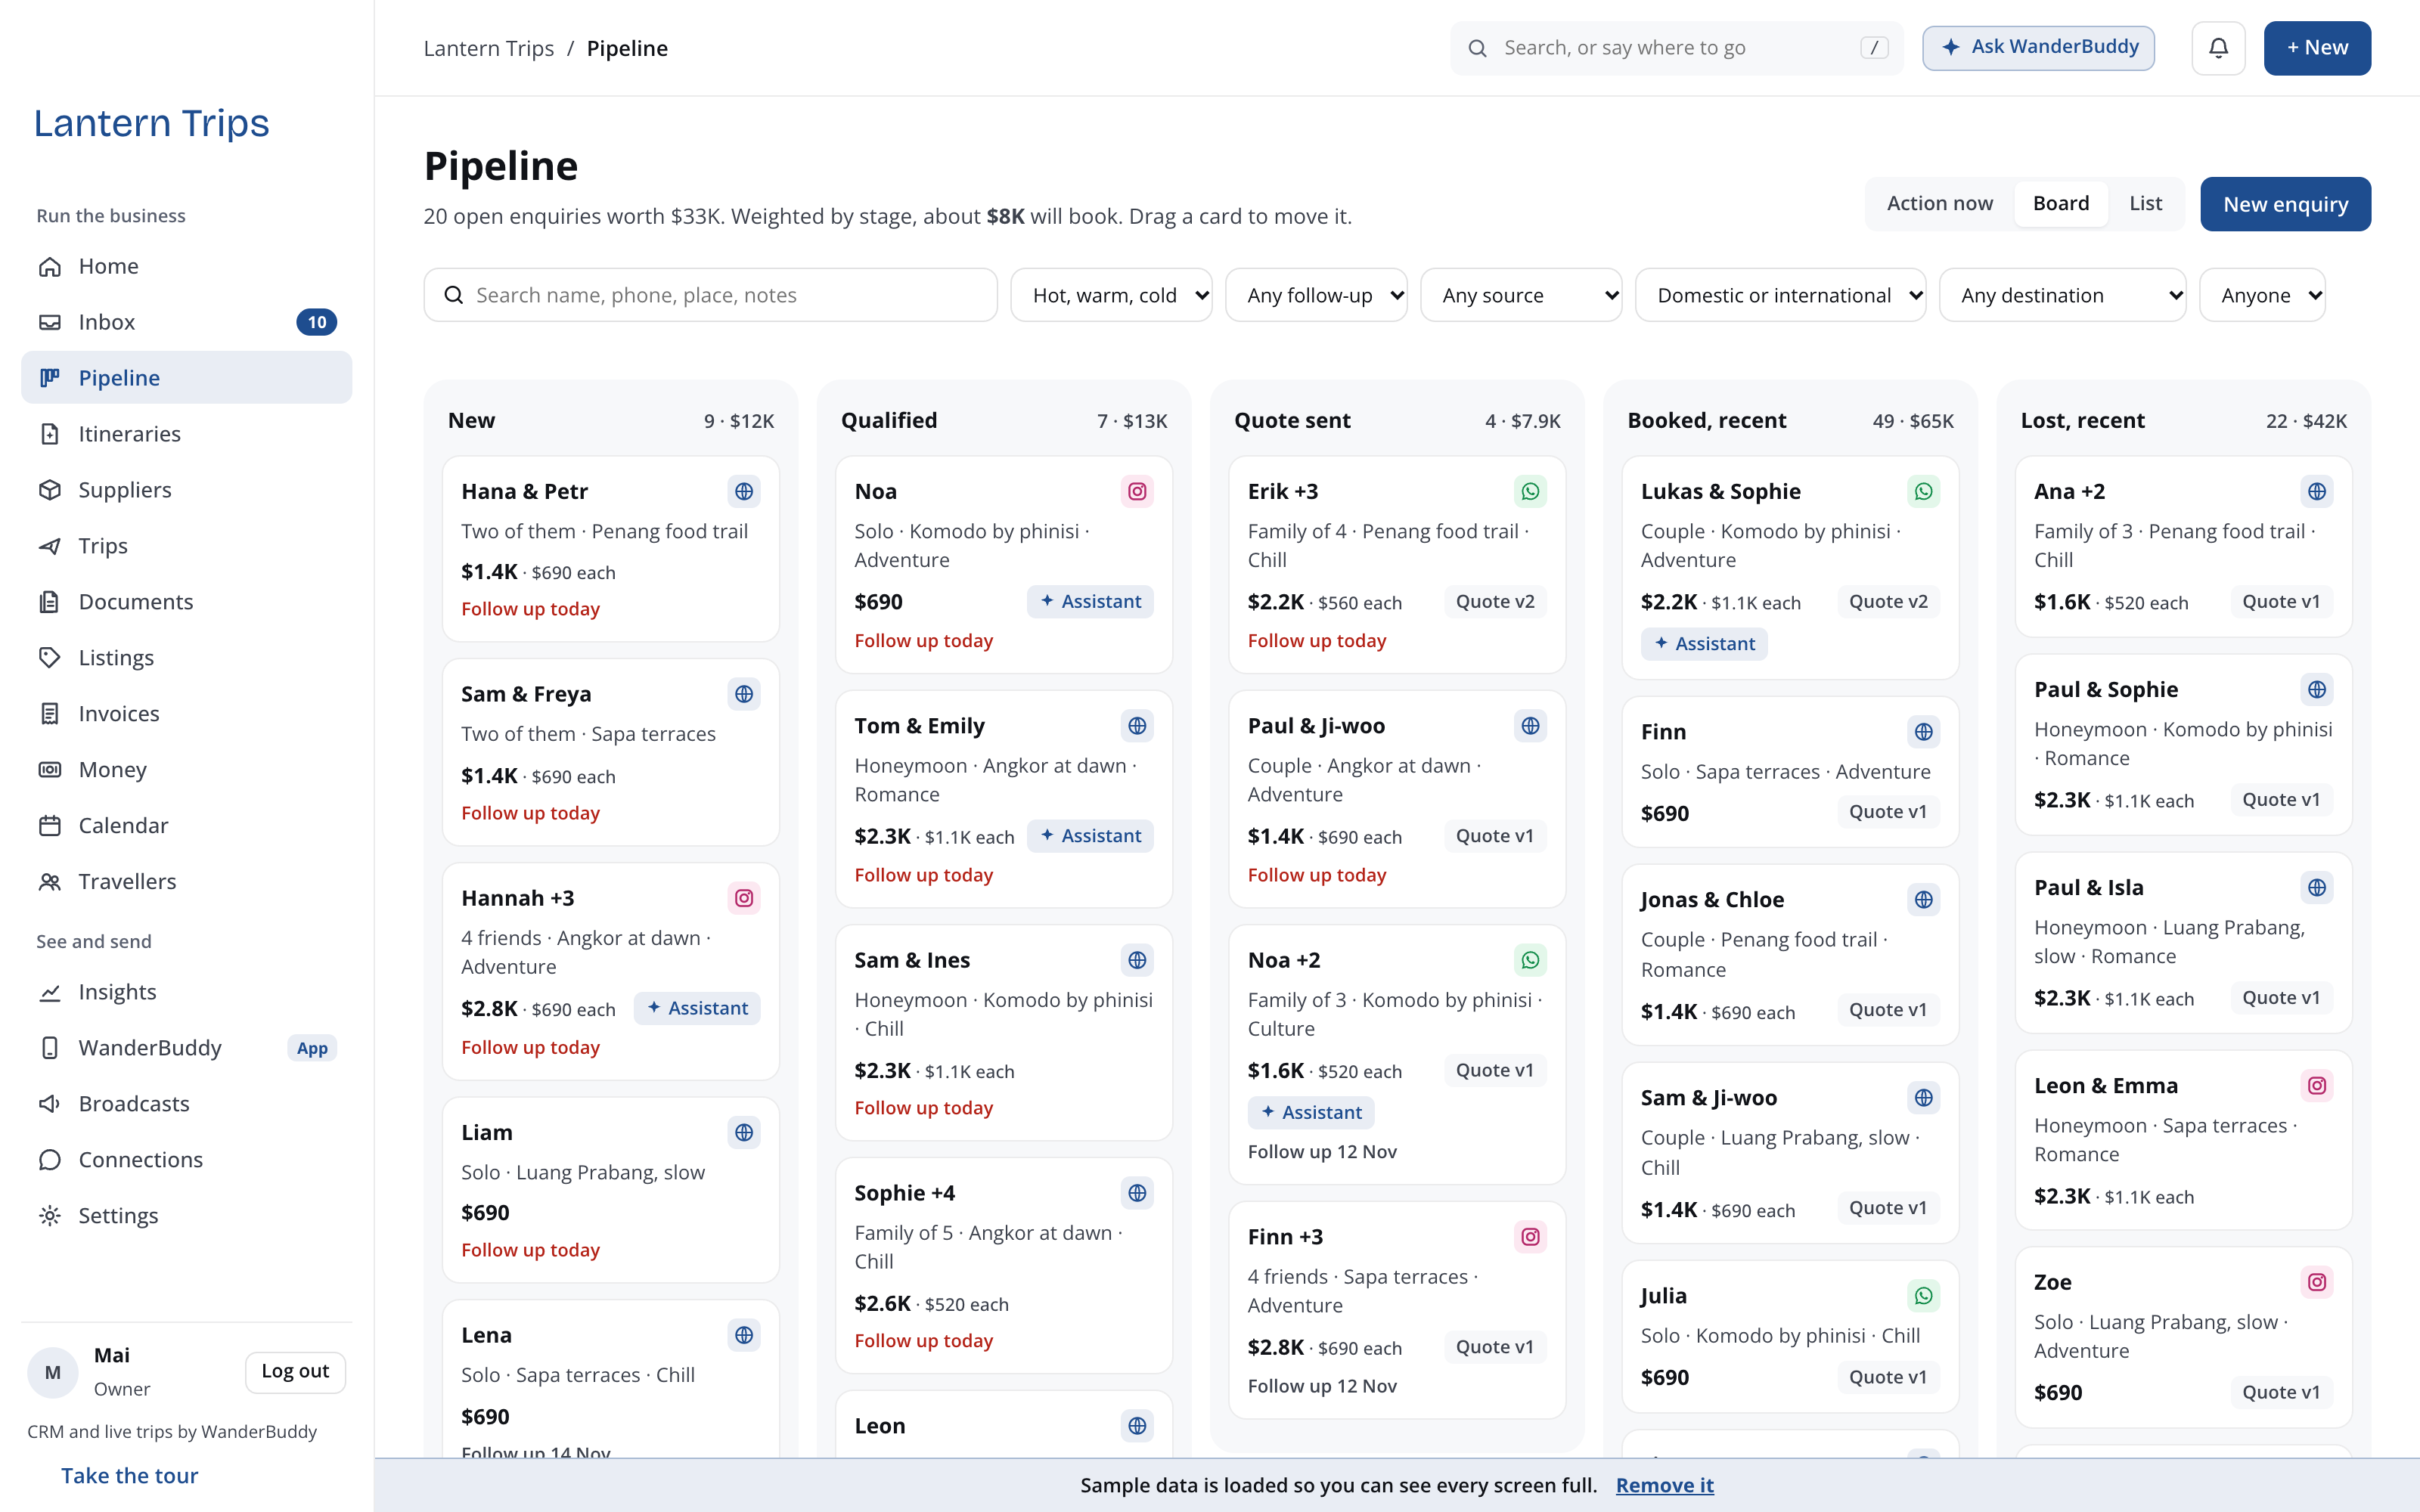 Lantern Trips / Pipeline
Search, or say where to go
/
Ask WanderBuddy
+ New
Lantern Trips
Run the business
Home
Inbox
10
Pipeline
Itineraries
Suppliers
Trips
Documents
Listings
Invoices
Money
Calendar
Travellers
See and send
Insights
WanderBuddy
App
Broadcasts
Connections
Settings
M
Mai
Owner
Log out
CRM and live trips by WanderBuddy
Take the tour
Pipeline
20 open enquiries worth $33K. Weighted by stage, about $8K will book. Drag a card to move it.
Action now
Board
List
New enquiry
Search name, phone, place, notes
Hot, warm, cold
Any follow-up
Any source
Domestic or international
Any destination
Anyone
New
9 · $12K
Hana & Petr
Two of them · Penang food trail
$1.4K · $690 each
Follow up today
Sam & Freya
Two of them · Sapa terraces
$1.4K · $690 each
Follow up today
Hannah +3
4 friends · Angkor at dawn ·
Adventure
$2.8K · $690 each
Assistant
Follow up today
Liam
Solo · Luang Prabang, slow
$690
Follow up today
Lena
Solo · Sapa terraces · Chill
$690
Follow up 14 Nov
Qualified
7 · $13K
Noa
Solo · Komodo by phinisi ·
Adventure
$690
Assistant
Follow up today
Tom & Emily
Honeymoon · Angkor at dawn ·
Romance
$2.3K · $1.1K each
Assistant
Follow up today
Sam & Ines
Honeymoon · Komodo by phinisi
· Chill
$2.3K · $1.1K each
Follow up today
Sophie +4
Family of 5 · Angkor at dawn ·
Chill
$2.6K · $520 each
Follow up today
Leon
Quote sent
4 · $7.9K
Erik +3
Family of 4 · Penang food trail ·
Chill
$2.2K · $560 each
Quote v2
Follow up today
Paul & Ji-woo
Couple · Angkor at dawn ·
Adventure
$1.4K · $690 each
Quote v1
Follow up today
Noa +2
Family of 3 · Komodo by phinisi ·
Culture
$1.6K · $520 each
Quote v1
Assistant
Follow up 12 Nov
Finn +3
4 friends · Sapa terraces ·
Adventure
$2.8K · $690 each
Quote v1
Follow up 12 Nov
Booked, recent
49 · $65K
Lukas & Sophie
Couple · Komodo by phinisi ·
Adventure
$2.2K · $1.1K each
Quote v2
Assistant
Finn
Solo · Sapa terraces · Adventure
$690
Quote v1
Jonas & Chloe
Couple · Penang food trail ·
Romance
$1.4K · $690 each
Quote v1
Sam & Ji-woo
Couple · Luang Prabang, slow ·
Chill
$1.4K · $690 each
Quote v1
Julia
Solo · Komodo by phinisi · Chill
$690
Quote v1
Lost, recent
22 · $42K
Ana +2
Family of 3 · Penang food trail ·
Chill
$1.6K · $520 each
Quote v1
Paul & Sophie
Honeymoon · Komodo by phinisi
· Romance
$2.3K · $1.1K each
Quote v1
Paul & Isla
Honeymoon · Luang Prabang,
slow · Romance
$2.3K · $1.1K each
Quote v1
Leon & Emma
Honeymoon · Sapa terraces ·
Romance
$2.3K · $1.1K each
Zoe
Solo · Luang Prabang, slow ·
Adventure
$690
Quote v1
Sample data is loaded so you can see every screen full.
Remove it